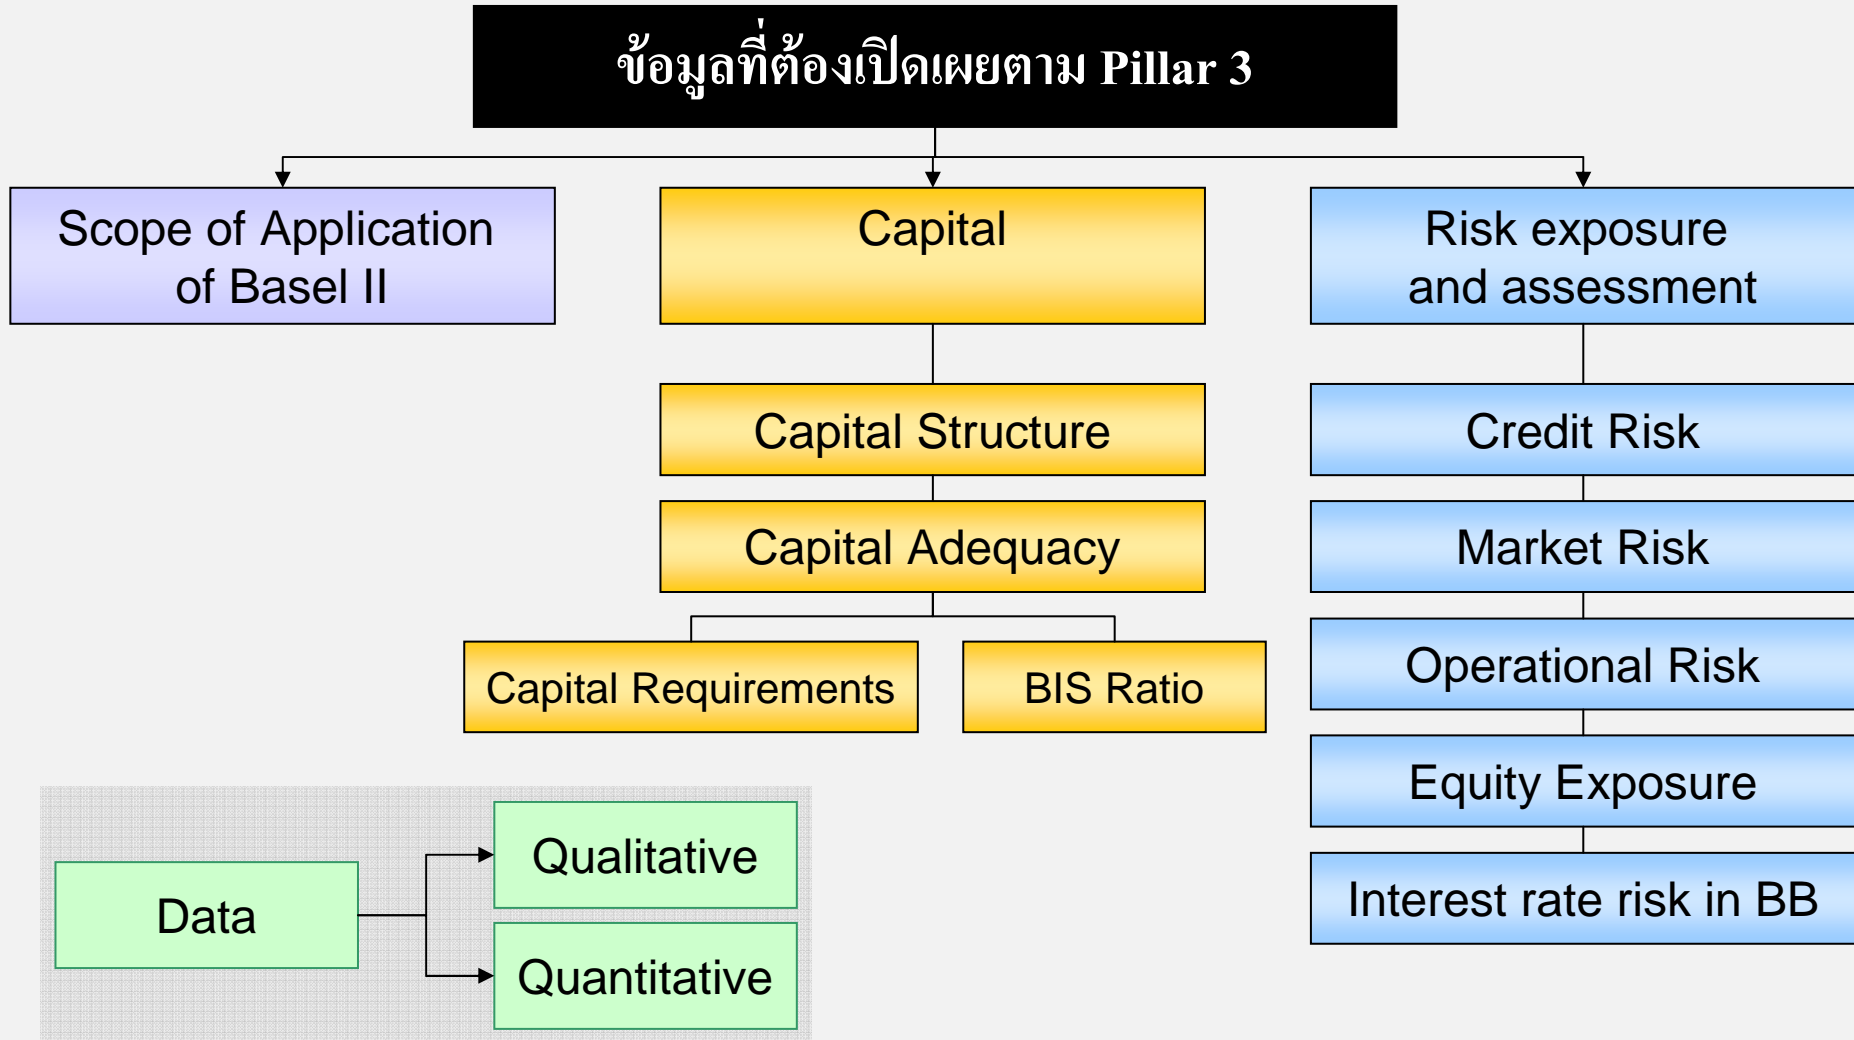 ข้อมูลที่ต้องเปิดเผยตาม Pillar 3
Scope of Application
of Basel II
Capital
Risk exposure
and assessment
Capital Structure
Credit Risk
Capital Adequacy
Market Risk
Capital Requirements
BIS Ratio
Operational Risk
Equity Exposure
Interest rate risk in BB
Data
Qualitative
Quantitative